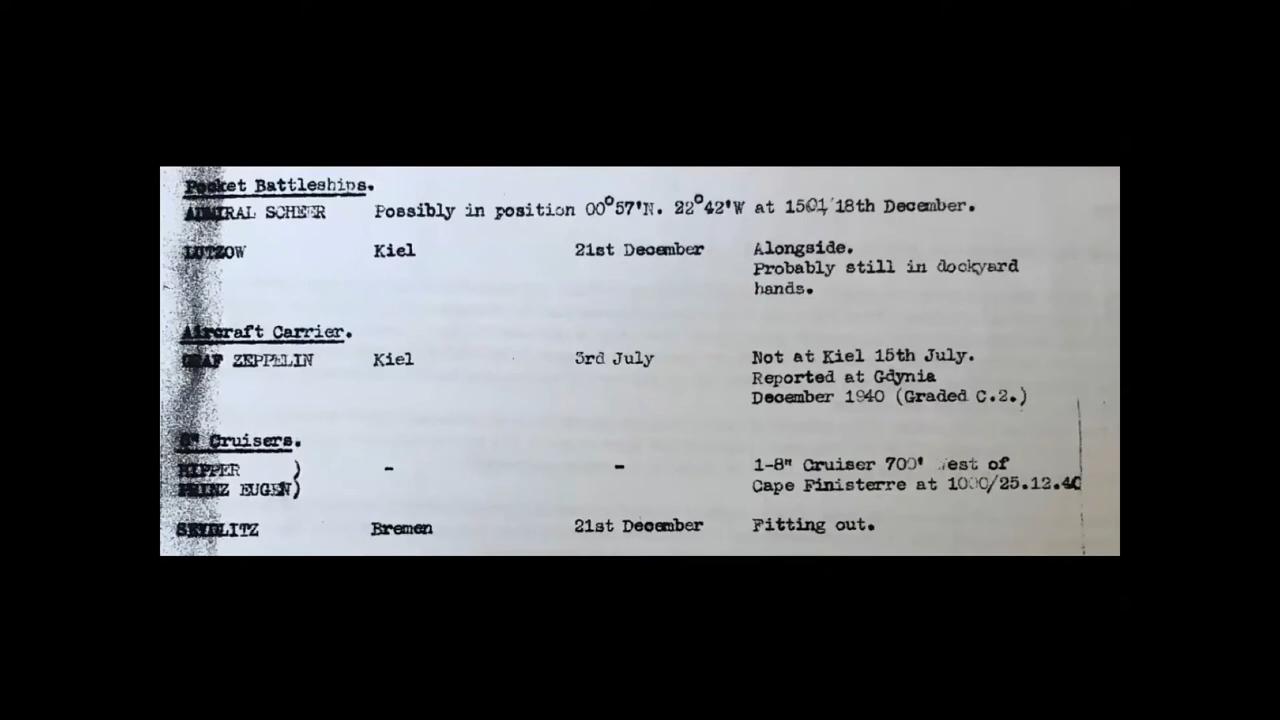 Pocket Battleships.
ADMIRAL SCHEER Possibly in position 00°57'N. 22°42'W at 1501/18th December.
LUTZOW Kiel 21st December Alongside.
Probably still in dockyard
hands.
Aircraft Carrier.
GRAF ZEPPELIN Kiel 3rd July Not at Kiel 15th July.
Reported at Gdynia
December 1940 (Graded C.2.)
8" Cruisers.
HIPPER ) - - 1-8" Cruiser 700' West of
PRINZ EUGEN) Cape Finisterre at 1000/25.12.40
SEYDLITZ Bremen 21st December Fitting out.